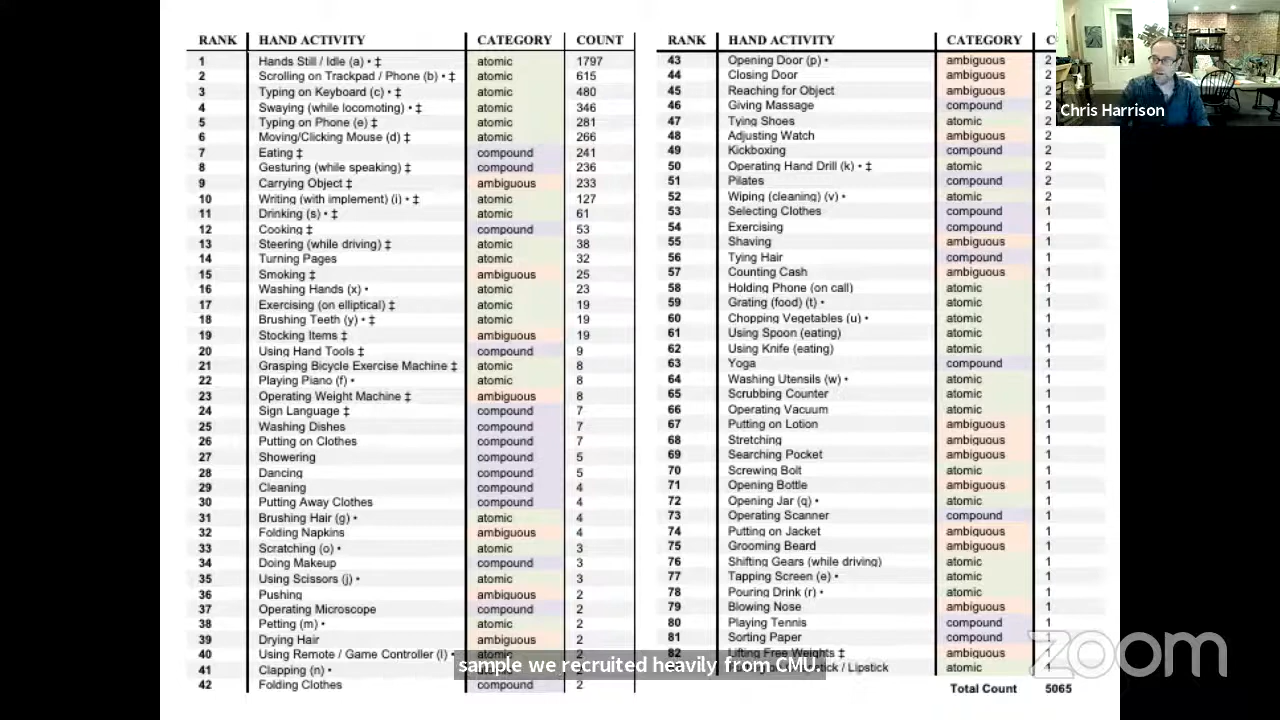 RANK HAND ACTIVITY CATEGORY COUNT
1 Hands Still / Idle (a) • ‡ atomic 1797
2 Scrolling on Trackpad / Phone (b) • ‡ atomic 615
3 Typing on Keyboard (c) • ‡ atomic 480
4 Swaying (while locomoting) • ‡ atomic 346
5 Typing on Phone (e) ‡ atomic 281
6 Moving/Clicking Mouse (d) ‡ atomic 266
7 Eating ‡ compound 241
8 Gesturing (while speaking) ‡ compound 236
9 Carrying Object ‡ ambiguous 233
10 Writing (with implement) (i) • ‡ atomic 127
11 Drinking (s) • ‡ atomic 61
12 Cooking ‡ compound 53
13 Steering (while driving) ‡ atomic 38
14 Turning Pages atomic 32
15 Smoking ‡ ambiguous 25
16 Washing Hands (x) • atomic 23
17 Exercising (on elliptical) ‡ atomic 19
18 Brushing Teeth (y) • ‡ atomic 19
19 Stocking Items ‡ ambiguous 19
20 Using Hand Tools ‡ compound 9
21 Grasping Bicycle Exercise Machine ‡ atomic 8
22 Playing Piano (f) • atomic 8
23 Operating Weight Machine ‡ ambiguous 8
24 Sign Language ‡ compound 7
25 Washing Dishes compound 7
26 Putting on Clothes compound 7
27 Showering compound 5
28 Dancing compound 5
29 Cleaning compound 4
30 Putting Away Clothes compound 4
31 Brushing Hair (g) • atomic 4
32 Folding Napkins ambiguous 4
33 Scratching (o) • atomic 3
34 Doing Makeup compound 3
35 Using Scissors (j) • atomic 3
36 Pushing ambiguous 2
37 Operating Microscope compound 2
38 Petting (m) • atomic 2
39 Drying Hair ambiguous 2
40 Using Remote / Game Controller (l) • atomic 2
41 Clapping (n) • 2
42 Folding Clothes compound 2
RANK HAND ACTIVITY CATEGORY C
43 Opening Door (p) • ambiguous 2
44 Closing Door ambiguous 2
45 Reaching for Object ambiguous 2
46 Giving Massage compound 2
47 Tying Shoes atomic 2
48 Adjusting Watch ambiguous 2
49 Kickboxing compound 2
50 Operating Hand Drill (k) • ‡ atomic 2
51 Pilates compound 2
52 Wiping (cleaning) (v) • atomic 2
53 Selecting Clothes compound 1
54 Exercising compound 1
55 Shaving ambiguous 1
56 Tying Hair compound 1
57 Counting Cash ambiguous 1
58 Holding Phone (on call) atomic 1
59 Grating (food) (t) • atomic 1
60 Chopping Vegetables (u) • atomic 1
61 Using Spoon (eating) atomic 1
62 Using Knife (eating) atomic 1
63 Yoga compound 1
64 Washing Utensils (w) • atomic 1
65 Scrubbing Counter atomic 1
66 Operating Vacuum atomic 1
67 Putting on Lotion ambiguous 1
68 Stretching ambiguous 1
69 Searching Pocket ambiguous 1
70 Screwing Bolt atomic 1
71 Opening Bottle ambiguous 1
72 Opening Jar (q) • atomic 1
73 Operating Scanner compound 1
74 Putting on Jacket ambiguous 1
75 Grooming Beard ambiguous 1
76 Shifting Gears (while driving) atomic 1
77 Tapping Screen (e) • atomic 1
78 Pouring Drink (r) • atomic 1
79 Blowing Nose ambiguous 1
80 Playing Tennis compound 1
81 Sorting Paper compound 1
82 Lifting Free Weights ‡ ambiguous 1
/ Lipstick atomic
Total Count 5065
Chris Harrison
sample we recruited heavily from CMU.
zoom